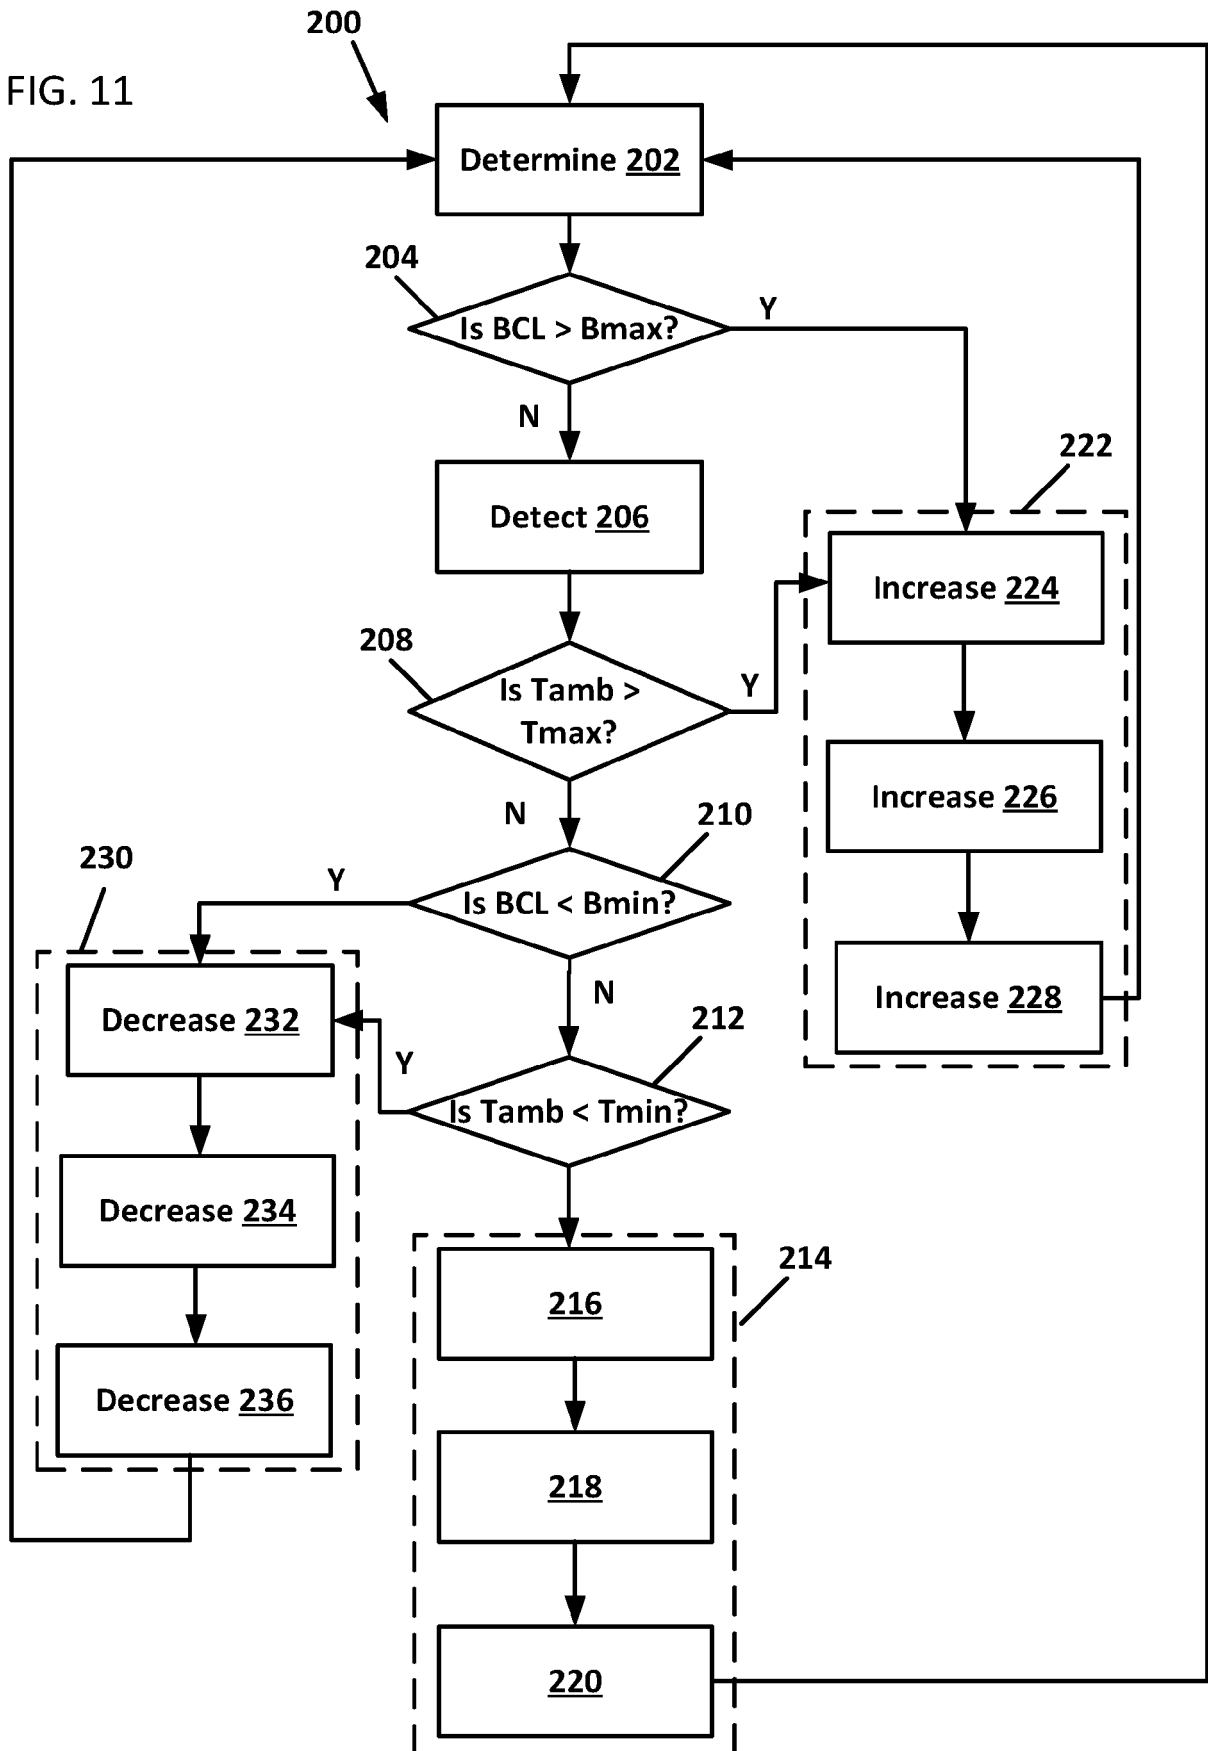 200
FIG. 11
Determine 202
204
Is BCL > Bmax?
Y
N
222
Detect 206
Increase 224
208
Is Tamb >
Tmax?
Y
Increase 226
N
210
230
Y
Is BCL < Bmin?
N
Increase 228
Decrease 232
212
Y
Is Tamb < Tmin?
Decrease 234
214
216
Decrease 236
218
220